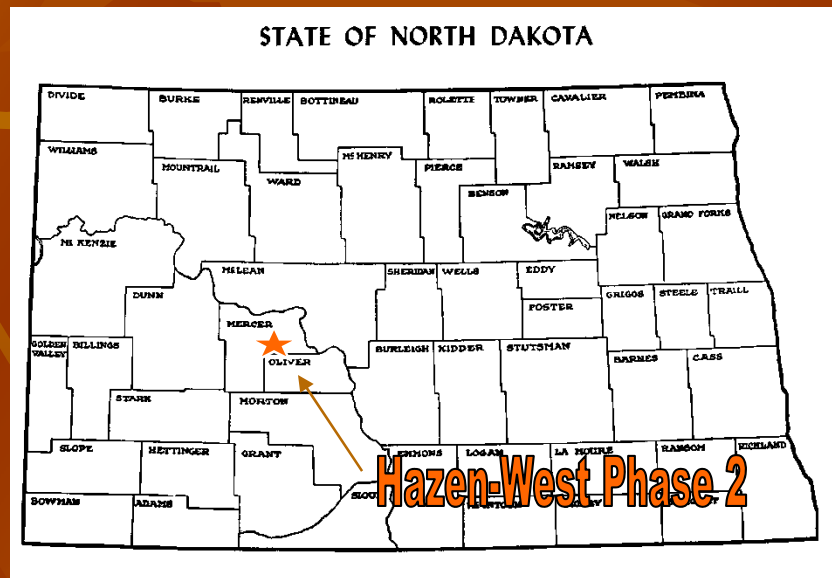 STATE OF NORTH DAKOTA
DIVIDE
BURKE
RENVILLE
BOTTINEAU
ROLETTE
TOWNER
CAVALIER
PEMBINA
WILLIAMS
MOUNTRAIL
WARD
McHENRY
PIERCE
BENSON
RAMSEY
WALSH
NELSON
GRAND FORKS
McKENZIE
DUNN
McLEAN
SHERIDAN
WELLS
EDDY
FOSTER
GRIGGS
STEELE
TRAILL
MERCER
OLIVER
GOLDEN
VALLEY
BILLINGS
BURLEIGH
KIDDER
STUTSMAN
BARNES
CASS
STARK
MORTON
SLOPE
HETTINGER
GRANT
LOGAN
LA MOURE
RANSOM
RICHLAND
Hazen-West Phase 2
BOWMAN
ADAMS